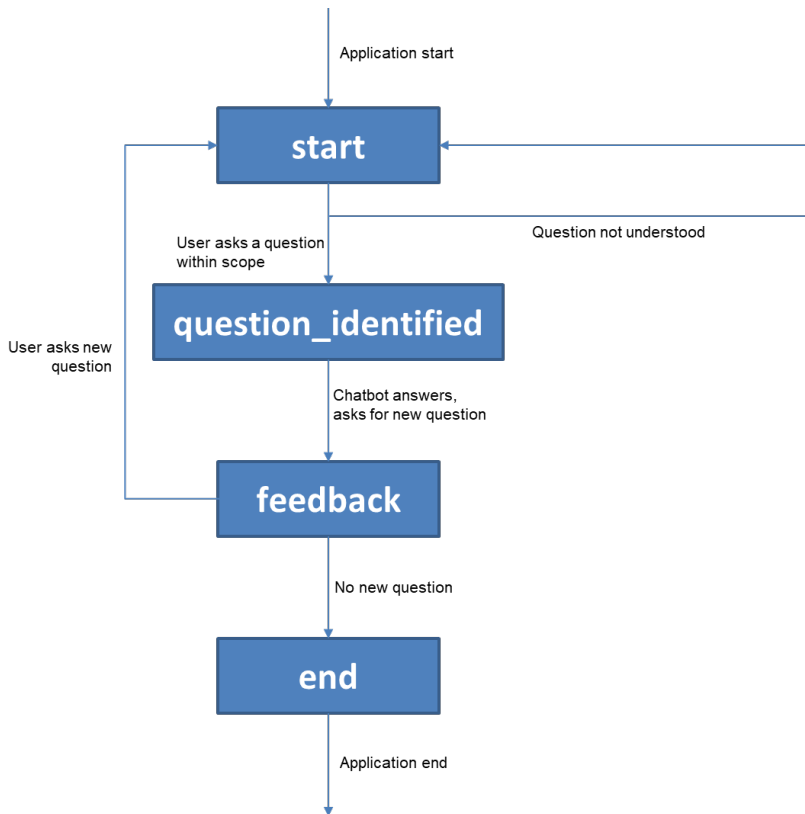 Application start
start
User asks a question
within scope
Question not understood
question_identified
User asks new
question
Chatbot answers,
asks for new question
feedback
No new question
end
Application end